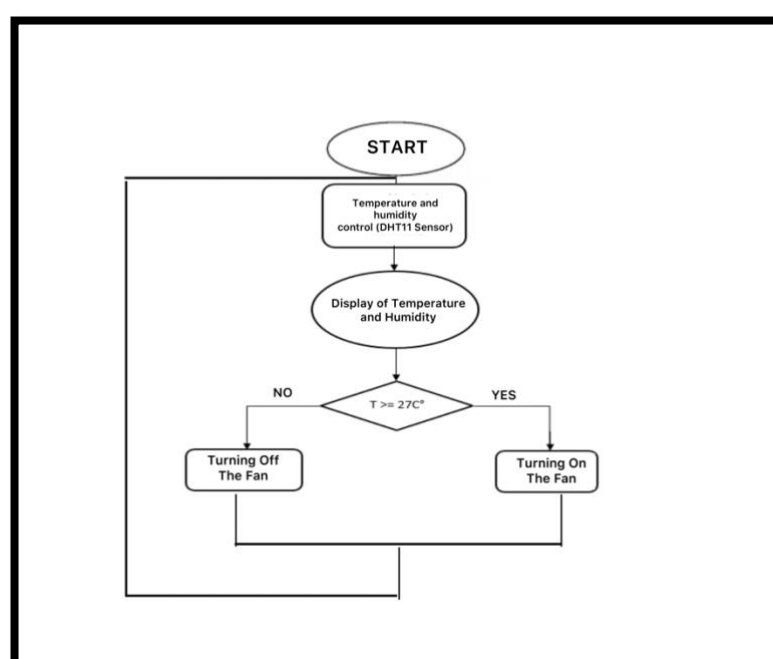 START
Temperature and
humidity
control (DHT11 Sensor)
Display of Temperature
and Humidity
T >= 27C°
NO
YES
Turning Off
The Fan
Turning On
The Fan